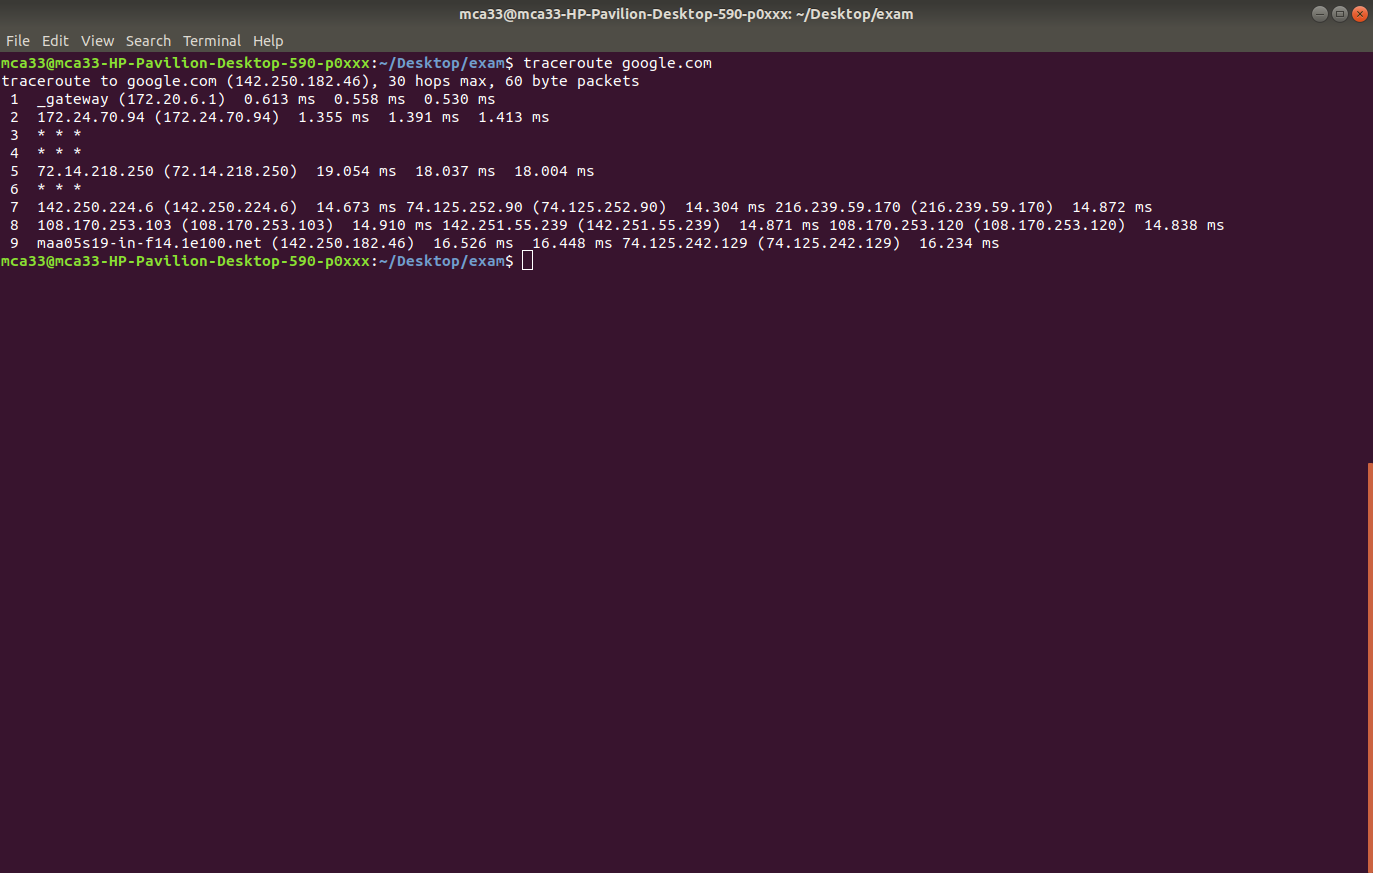 mca33@mca33-HP-Pavilion-Desktop-590-p0xxx: ~/Desktop/exam
File Edit View Search Terminal Help
mca33@mca33-HP-Pavilion-Desktop-590-p0xxx:~/Desktop/exam$ traceroute google.com
traceroute to google.com (142.250.182.46), 30 hops max, 60 byte packets
 1  _gateway (172.20.6.1)  0.613 ms  0.558 ms  0.530 ms
 2  172.24.70.94 (172.24.70.94)  1.355 ms  1.391 ms  1.413 ms
 3  * * *
 4  * * *
 5  72.14.218.250 (72.14.218.250)  19.054 ms  18.037 ms  18.004 ms
 6  * * *
 7  142.250.224.6 (142.250.224.6)  14.673 ms 74.125.252.90 (74.125.252.90)  14.304 ms 216.239.59.170 (216.239.59.170)  14.872 ms
 8  108.170.253.103 (108.170.253.103)  14.910 ms 142.251.55.239 (142.251.55.239)  14.871 ms 108.170.253.120 (108.170.253.120)  14.838 ms
 9  maa05s19-in-f14.1e100.net (142.250.182.46)  16.526 ms  16.448 ms 74.125.242.129 (74.125.242.129)  16.234 ms
mca33@mca33-HP-Pavilion-Desktop-590-p0xxx:~/Desktop/exam$